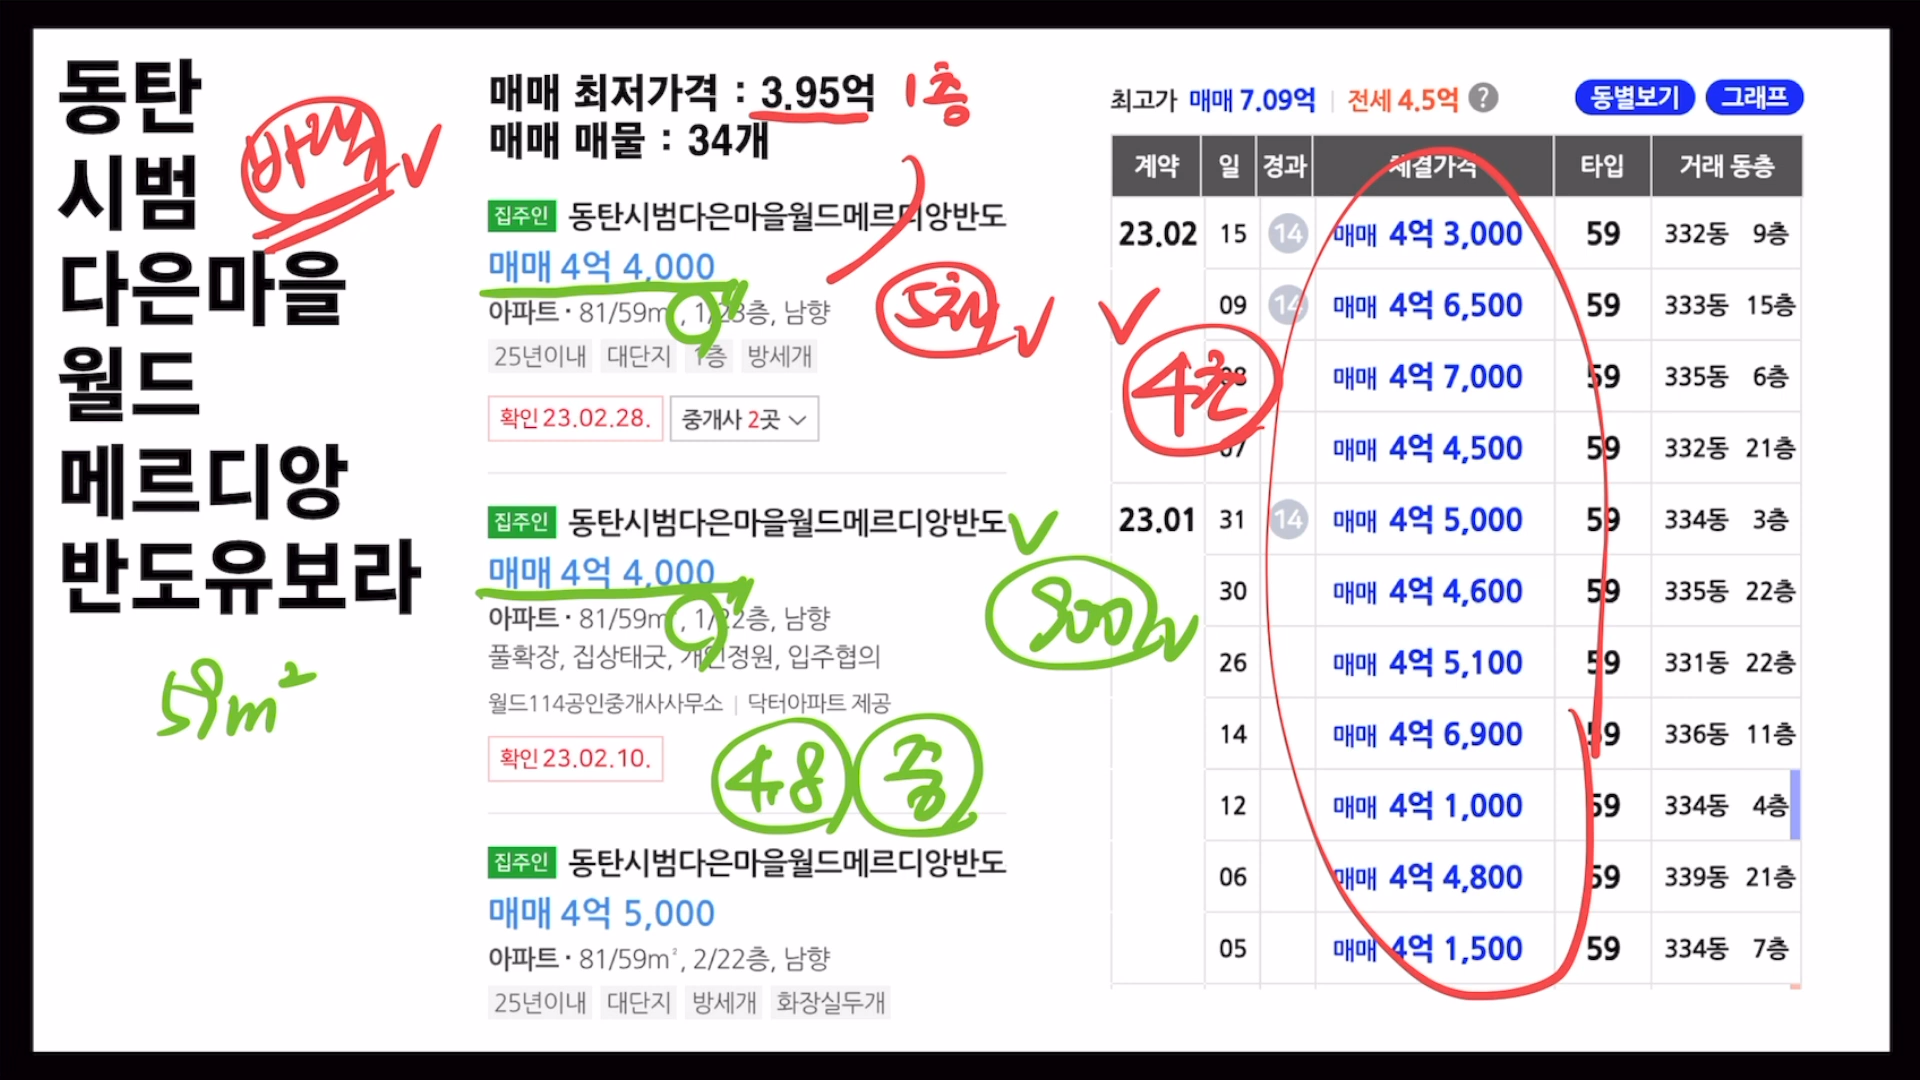 동탄
시범
다은마을
월드
메르디앙
반도유보라
바닥
59m²
매매 최저가격 : 3.95억 1층
매매 매물 : 34개
집주인 동탄시범다은마을월드메르디앙반도
매매 4억 4,000
아파트 · 81/59m², 1/23층, 남향
25년이내 대단지 1층 방세개
확인 23.02.28. 중개사 2곳
집주인 동탄시범다은마을월드메르디앙반도
매매 4억 4,000
아파트 · 81/59m², 1/22층, 남향
풀확장, 집상태굿, 개인정원, 입주협의
월드114공인중개사사무소 | 닥터아파트 제공
확인 23.02.10.
4.8 중
집주인 동탄시범다은마을월드메르디앙반도
매매 4억 5,000
아파트 · 81/59m², 2/22층, 남향
25년이내 대단지 방세개 화장실두개
4초
최고가 매매 7.09억 | 전세 4.5억 ? 동별보기 그래프
계약 일 경과 체결가격 타입 거래 동층
23.02 15 14 매매 4억 3,000 59 332동 9층
09 14 매매 4억 6,500 59 333동 15층
08 매매 4억 7,000 59 335동 6층
07 매매 4억 4,500 59 332동 21층
23.01 31 14 매매 4억 5,000 59 334동 3층
30 매매 4억 4,600 59 335동 22층
26 매매 4억 5,100 59 331동 22층
14 매매 4억 6,900 59 336동 11층
12 매매 4억 1,000 59 334동 4층
06 매매 4억 4,800 59 339동 21층
05 매매 4억 1,500 59 334동 7층